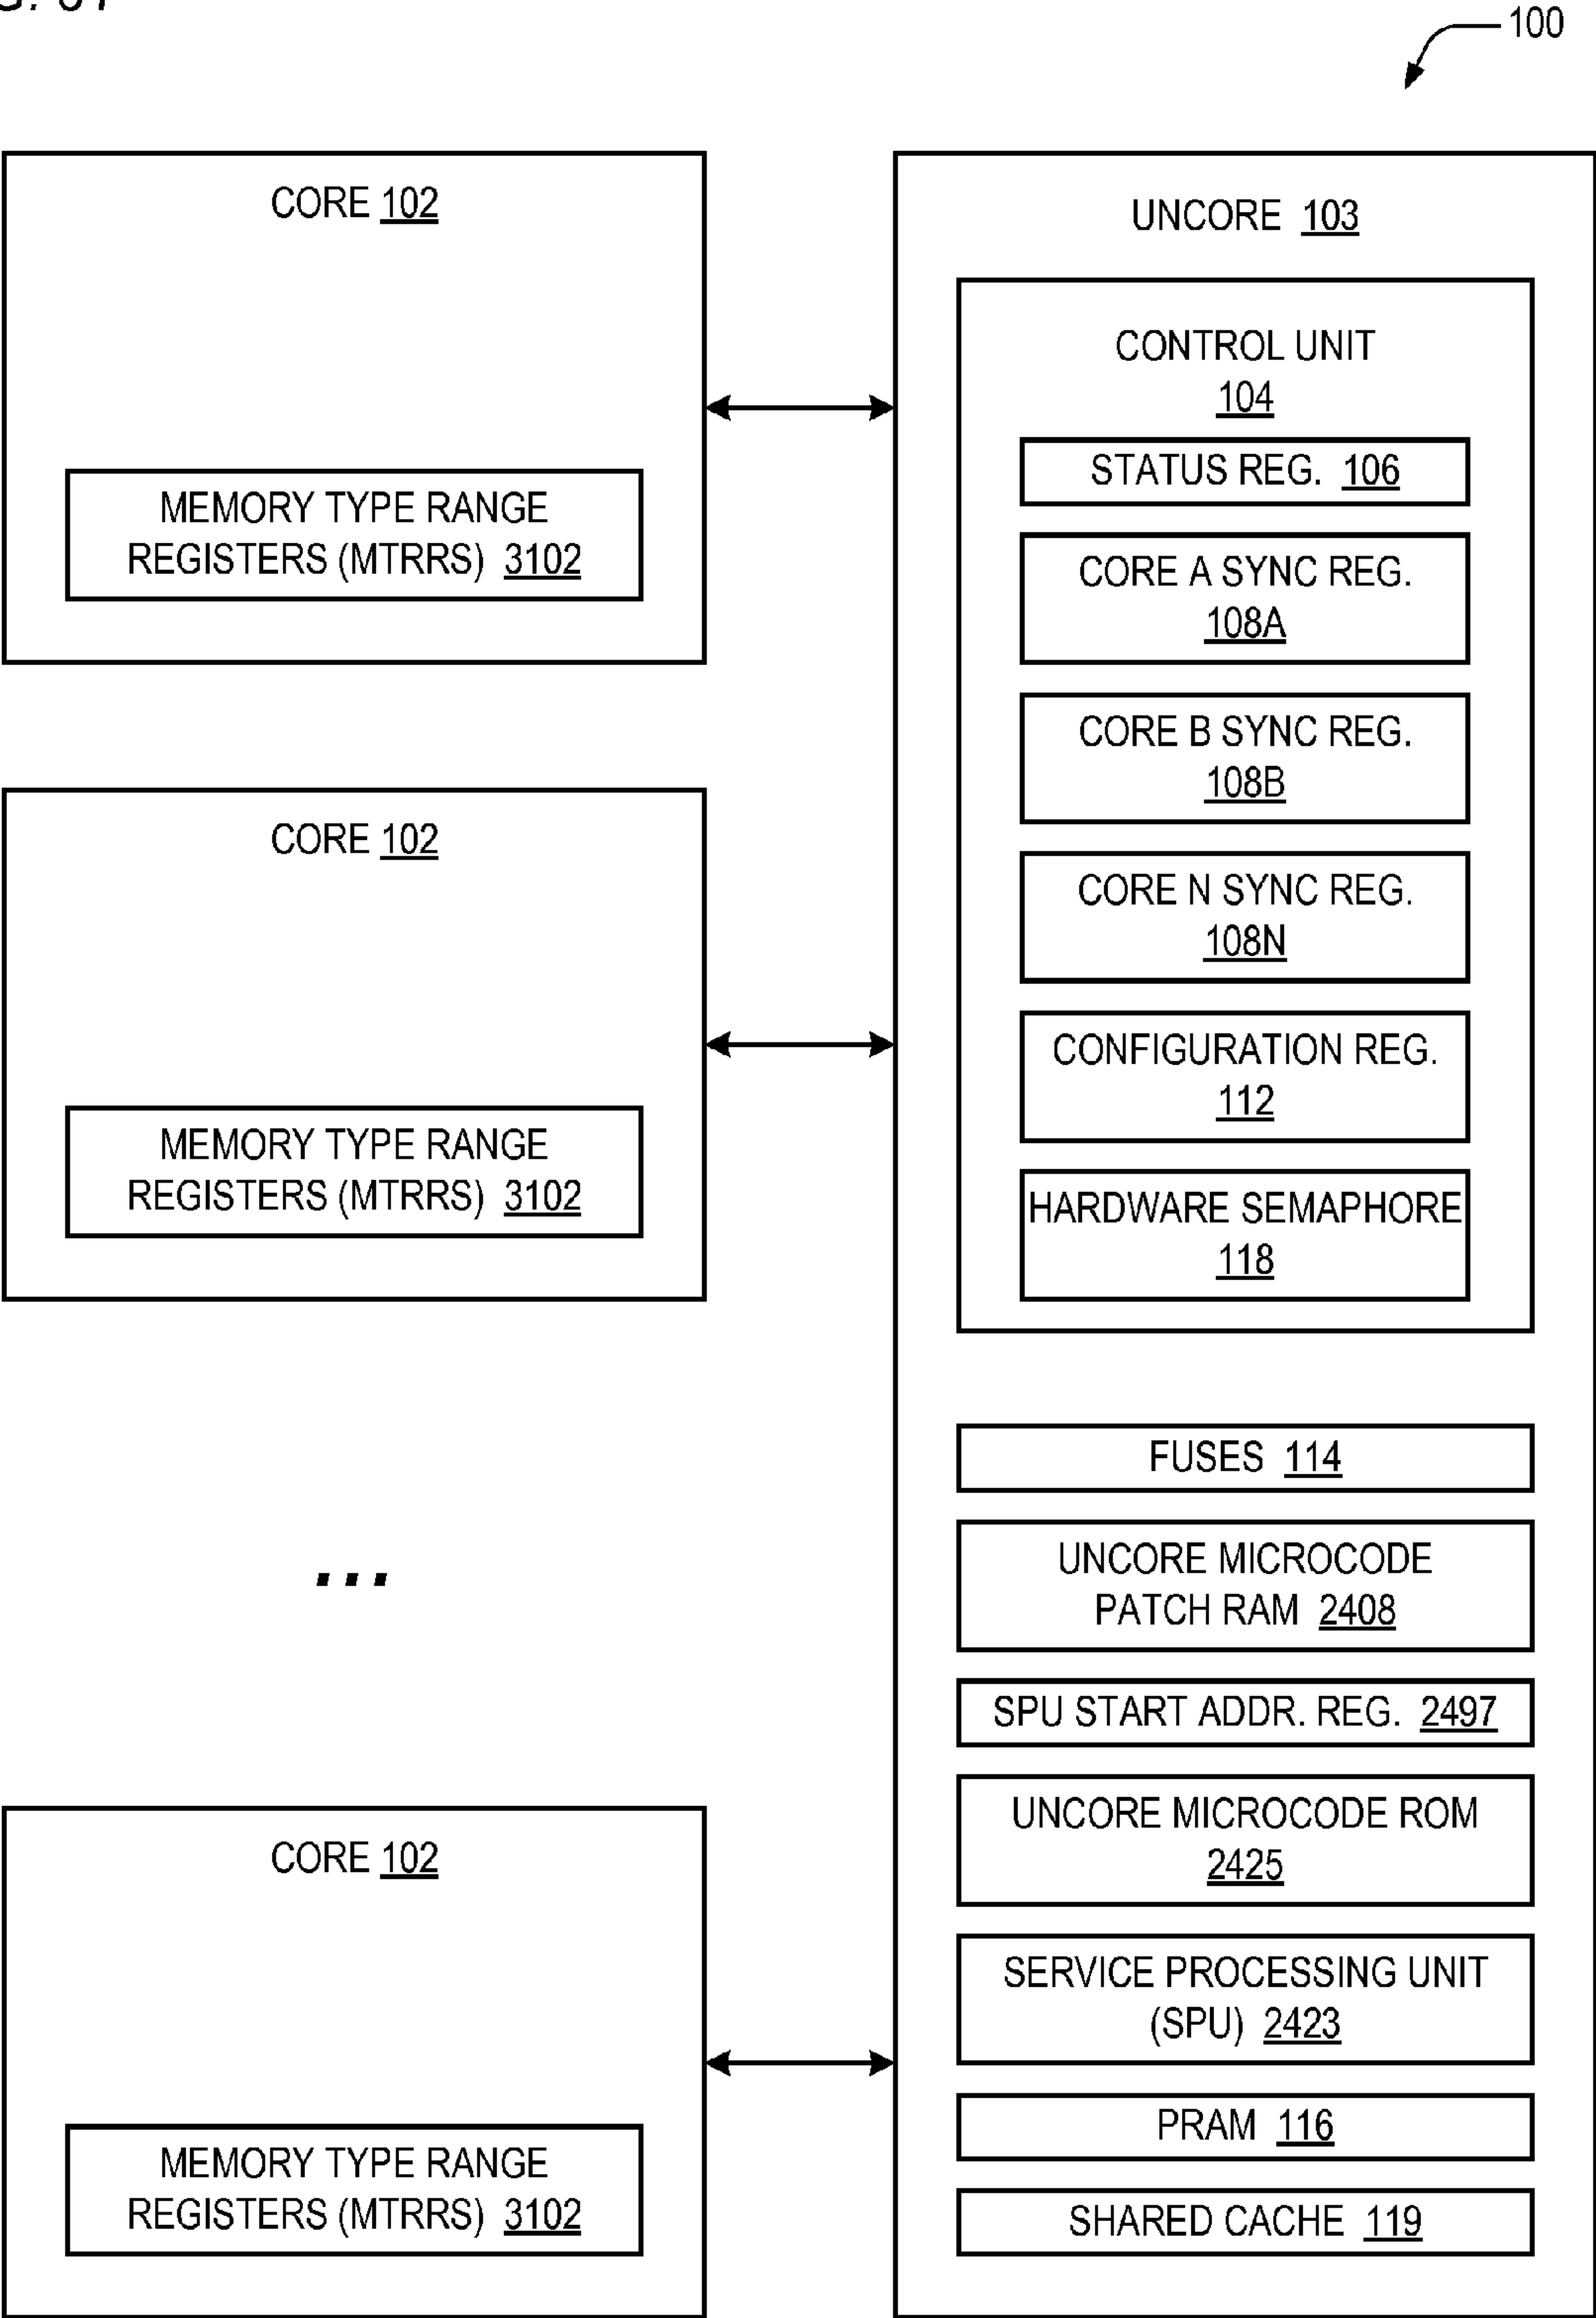 100
CORE 102
MEMORY TYPE RANGE
REGISTERS (MTRRS) 3102
CORE 102
MEMORY TYPE RANGE
REGISTERS (MTRRS) 3102
...
CORE 102
MEMORY TYPE RANGE
REGISTERS (MTRRS) 3102
UNCORE 103
CONTROL UNIT
104
STATUS REG. 106
CORE A SYNC REG.
108A
CORE B SYNC REG.
108B
CORE N SYNC REG.
108N
CONFIGURATION REG.
112
HARDWARE SEMAPHORE
118
FUSES 114
UNCORE MICROCODE
PATCH RAM 2408
SPU START ADDR. REG. 2497
UNCORE MICROCODE ROM
2425
SERVICE PROCESSING UNIT
(SPU) 2423
PRAM 116
SHARED CACHE 119